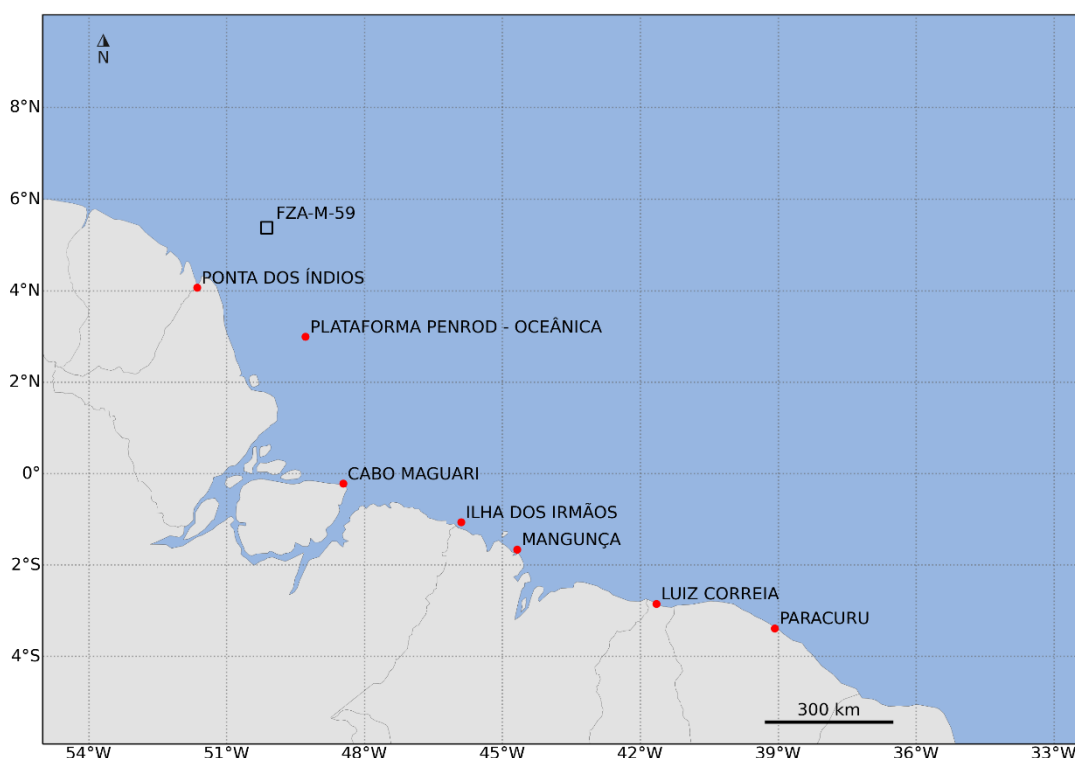 N
8°N
6°N
FZA-M-59
PONTA DOS ÍNDIOS
4°N
PLATAFORMA PENROD - OCEÂNICA
2°N
0°
CABO MAGUARI
ILHA DOS IRMÃOS
MANGUNÇA
2°S
LUIZ CORREIA
PARACURU
4°S
300 km
54°W 51°W 48°W 45°W 42°W 39°W 36°W 33°W